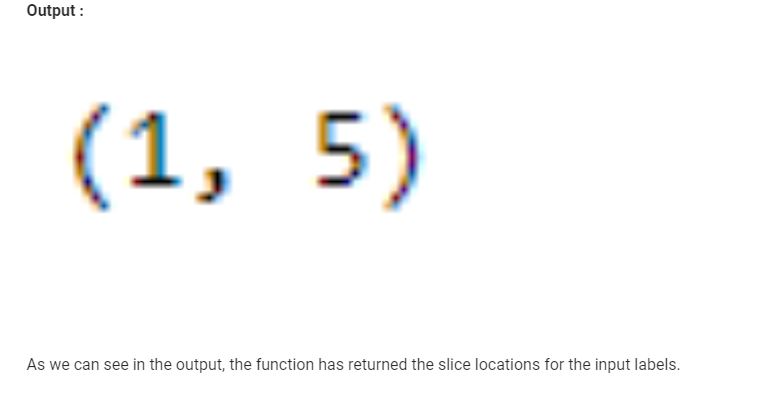 Output :
(1, 5)
As we can see in the output, the function has returned the slice locations for the input labels.